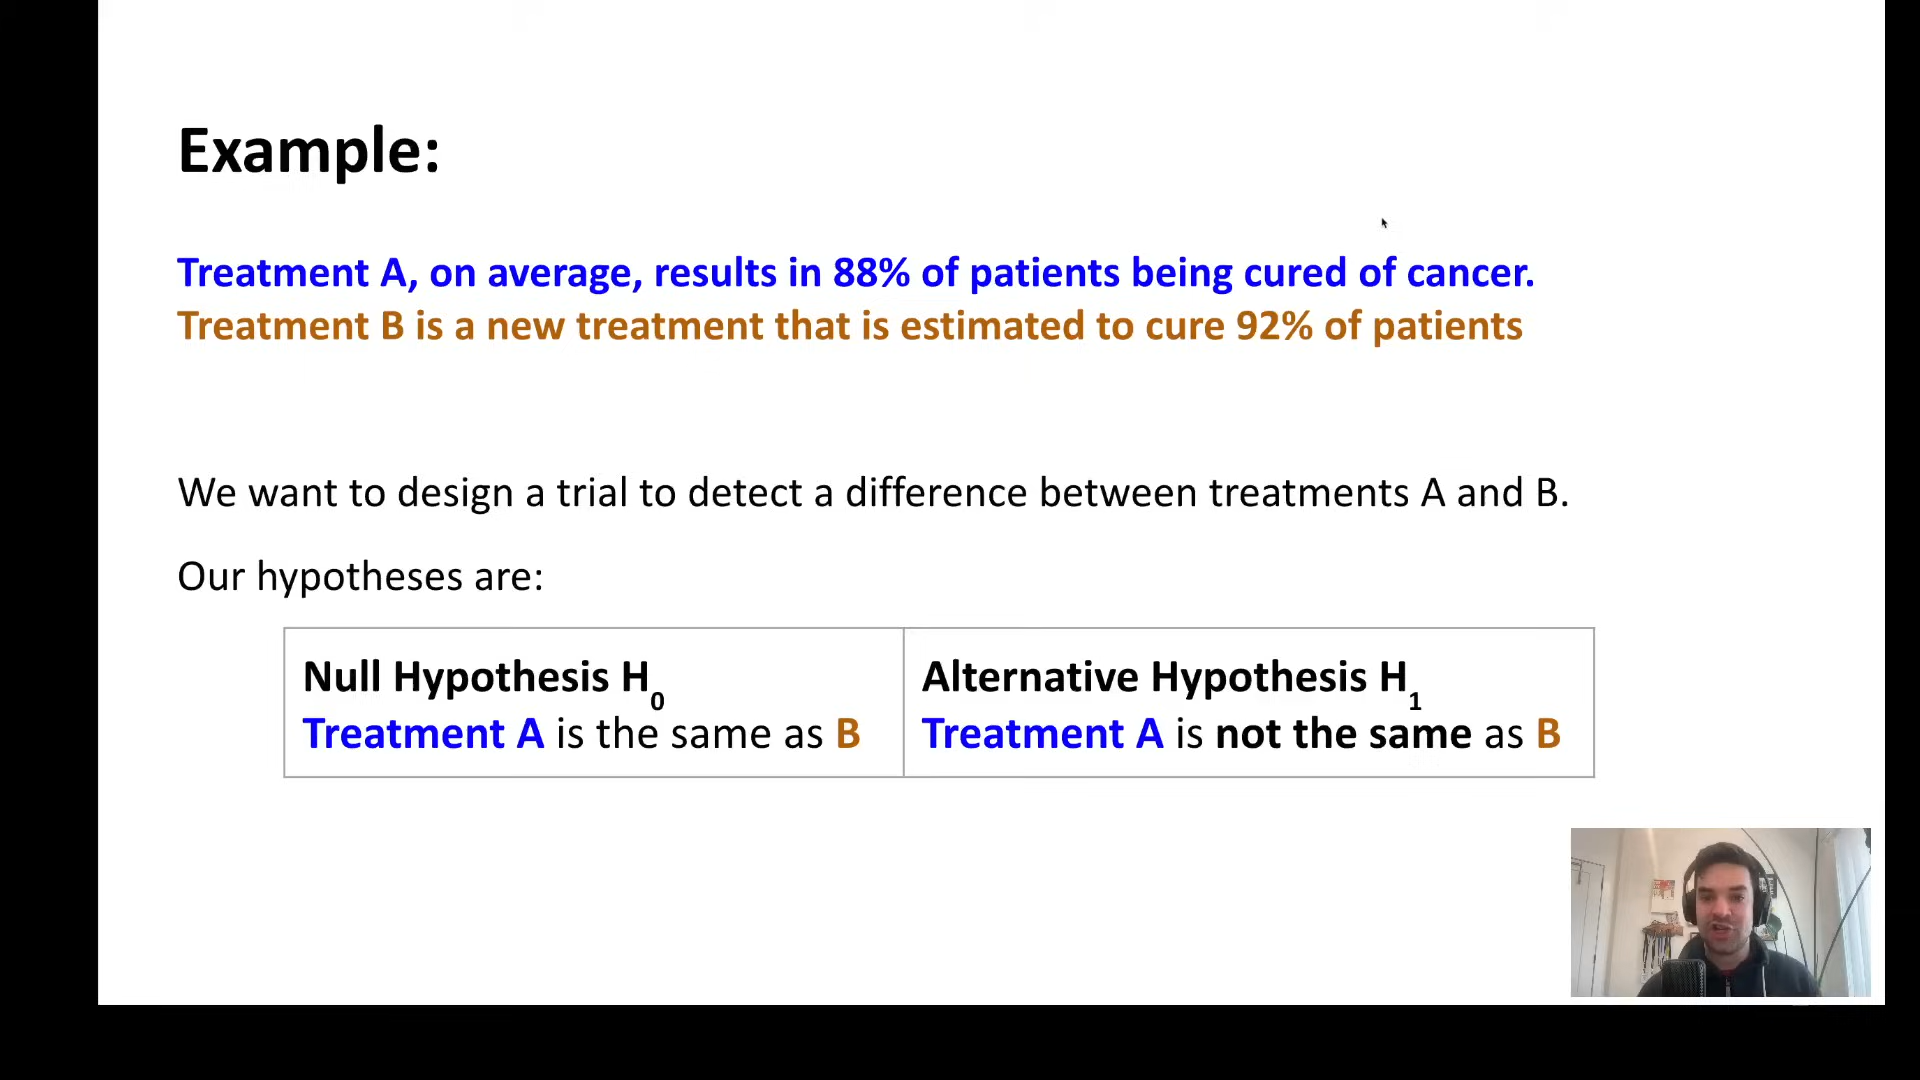 Example:
Treatment A, on average, results in 88% of patients being cured of cancer.
Treatment B is a new treatment that is estimated to cure 92% of patients
We want to design a trial to detect a difference between treatments A and B.
Our hypotheses are:
Null Hypothesis H0
Treatment A is the same as B
Alternative Hypothesis H1
Treatment A is not the same as B